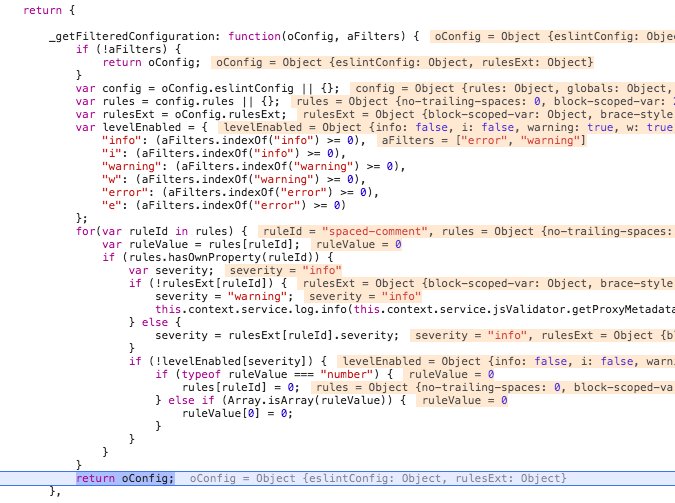 return {
_getFilteredConfiguration: function(oConfig, aFilters) { oConfig = Object {eslintConfig: Obje
if (!aFilters) {
return oConfig; oConfig = Object {eslintConfig: Object, rulesExt: Object}
}
var config = oConfig.eslintConfig || {}; config = Object {rules: Object, globals: Object,
var rules = config.rules || {}; rules = Object {no-trailing-spaces: 0, block-scoped-var: 2
var rulesExt = oConfig.rulesExt; rulesExt = Object {block-scoped-var: Object, brace-style
var levelEnabled = { levelEnabled = Object {info: false, i: false, warning: true, w: true
"info": (aFilters.indexOf("info") >= 0), aFilters = ["error", "warning"]
"i": (aFilters.indexOf("info") >= 0),
"warning": (aFilters.indexOf("warning") >= 0),
"w": (aFilters.indexOf("warning") >= 0),
"error": (aFilters.indexOf("error") >= 0),
"e": (aFilters.indexOf("error") >= 0)
};
for(var ruleId in rules) { ruleId = "spaced-comment", rules = Object {no-trailing-spaces:
var ruleValue = rules[ruleId]; ruleValue = 0
if (rules.hasOwnProperty(ruleId)) {
var severity; severity = "info"
if (!rulesExt[ruleId]) { rulesExt = Object {block-scoped-var: Object, brace-style
severity = "warning"; severity = "info"
this.context.service.log.info(this.context.service.jsValidator.getProxyMetadata
} else {
severity = rulesExt[ruleId].severity; severity = "info", rulesExt = Object {bl
}
if (!levelEnabled[severity]) { levelEnabled = Object {info: false, i: false, warn
if (typeof ruleValue === "number") { ruleValue = 0
rules[ruleId] = 0; rules = Object {no-trailing-spaces: 0, block-scoped-va
} else if (Array.isArray(ruleValue)) { ruleValue = 0
ruleValue[0] = 0;
}
}
}
}
return oConfig; oConfig = Object {eslintConfig: Object, rulesExt: Object}
},